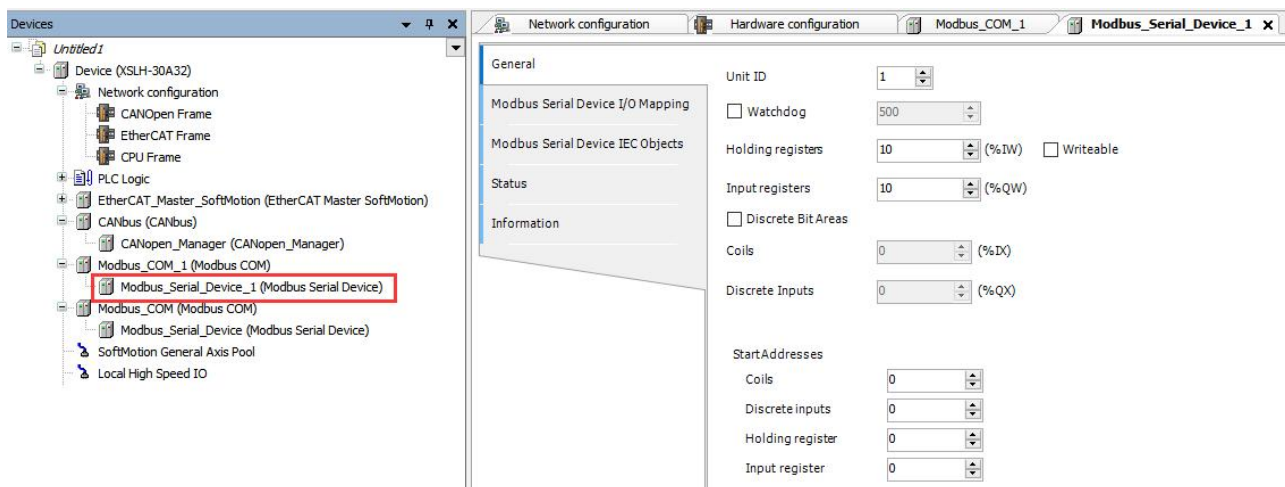 Devices
Untitled1
Device (XSLH-30A32)
Network configuration
CANOpen Frame
EtherCAT Frame
CPU Frame
PLC Logic
EtherCAT_Master_SoftMotion (EtherCAT Master SoftMotion)
CANbus (CANbus)
CANopen_Manager (CANopen_Manager)
Modbus_COM_1 (Modbus COM)
Modbus_Serial_Device_1 (Modbus Serial Device)
Modbus_COM (Modbus COM)
Modbus_Serial_Device (Modbus Serial Device)
SoftMotion General Axis Pool
Local High Speed IO
Network configuration Hardware configuration Modbus_COM_1 Modbus_Serial_Device_1 X
General
Modbus Serial Device I/O Mapping
Modbus Serial Device IEC Objects
Status
Information
Unit ID 1
Watchdog 500
Holding registers 10 (%IW) Writeable
Input registers 10 (%QW)
Discrete Bit Areas
Coils 0 (%IX)
Discrete Inputs 0 (%QX)
StartAddresses
Coils 0
Discrete inputs 0
Holding register 0
Input register 0